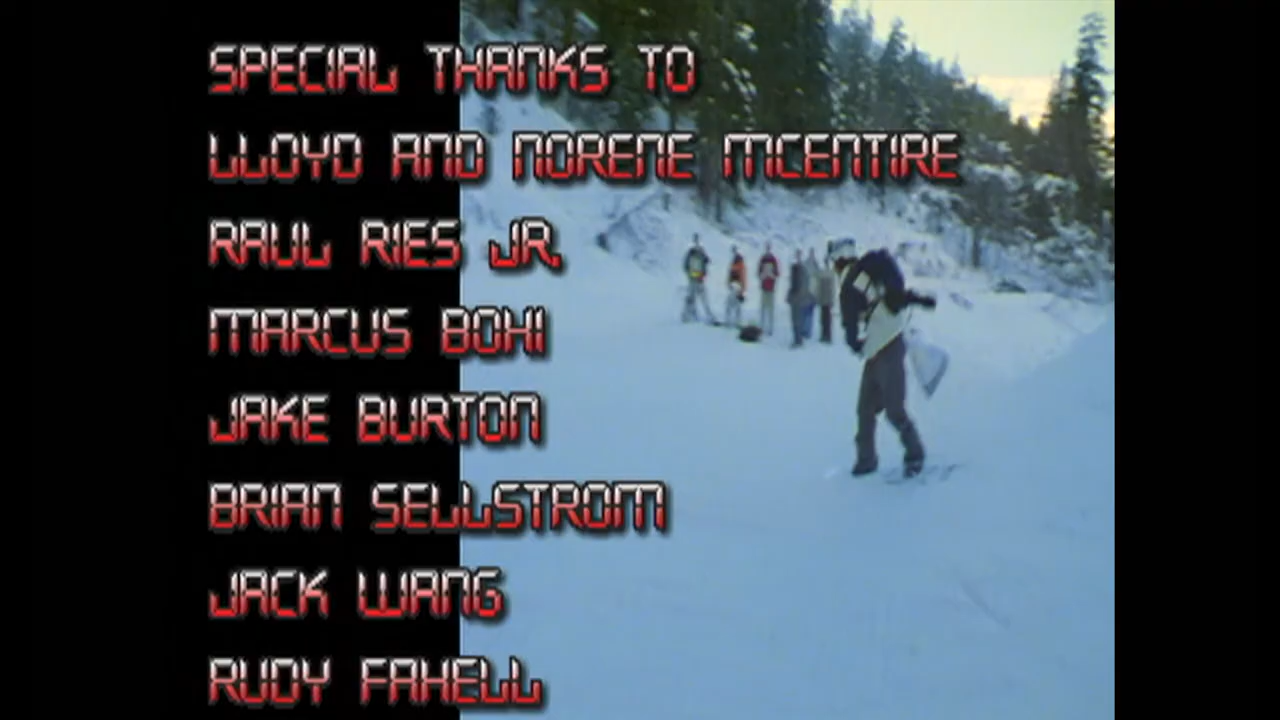 SPECIAL THANKS TO
LLOYD AND NORENE MCENTIRE
RAUL RIES JR.
MARCUS BOHI
JAKE BURTON
BRIAN SELLSTROM
JACK WANG
RUDY FAHELL